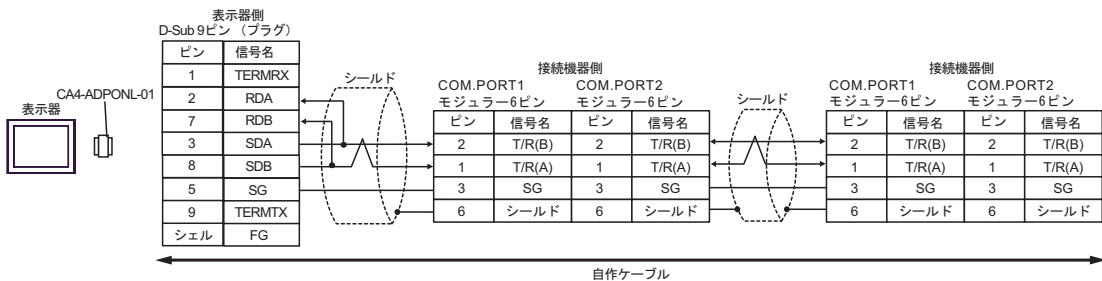 表示器側
D-Sub 9ピン （プラグ）
ピン 信号名
1 TERMRX
2 RDA
7 RDB
3 SDA
8 SDB
5 SG
9 TERMTX
シェル FG
表示器
CA4-ADPONL-01
シールド
接続機器側
COM.PORT1 COM.PORT2
モジュラー6ピン モジュラー6ピン
ピン 信号名 ピン 信号名
2 T/R(B) 2 T/R(B)
1 T/R(A) 1 T/R(A)
3 SG 3 SG
6 シールド 6 シールド
シールド
接続機器側
COM.PORT1 COM.PORT2
モジュラー6ピン モジュラー6ピン
ピン 信号名 ピン 信号名
2 T/R(B) 2 T/R(B)
1 T/R(A) 1 T/R(A)
3 SG 3 SG
6 シールド 6 シールド
自作ケーブル